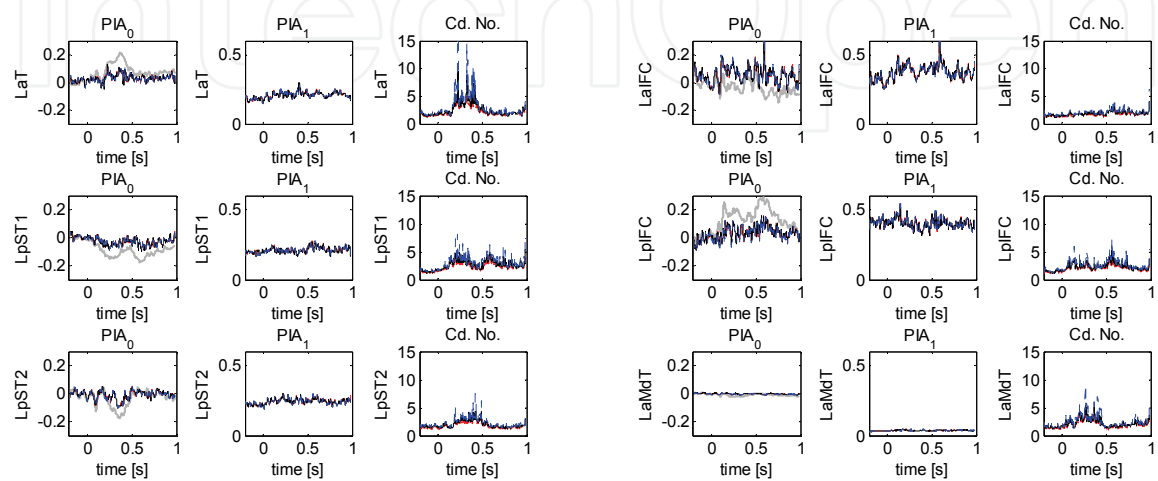 PIA₀
LaT
0.2
0
-0.2
0 0.5 1
time [s]
PIA₁
LaT
0.5
0
0 0.5 1
time [s]
Cd. No.
LaT
15
10
5
0
0 0.5 1
time [s]
PIA₀
LaIFC
0.2
0
-0.2
0 0.5 1
time [s]
PIA₁
LaIFC
0.5
0
0 0.5 1
time [s]
Cd. No.
LaIFC
15
10
5
0
0 0.5 1
time [s]
PIA₀
LpST1
0.2
0
-0.2
0 0.5 1
time [s]
PIA₁
LpST1
0.5
0
0 0.5 1
time [s]
Cd. No.
LpST1
15
10
5
0
0 0.5 1
time [s]
PIA₀
LpIFC
0.2
0
-0.2
0 0.5 1
time [s]
PIA₁
LpIFC
0.5
0
0 0.5 1
time [s]
Cd. No.
LpIFC
15
10
5
0
0 0.5 1
time [s]
PIA₀
LpST2
0.2
0
-0.2
0 0.5 1
time [s]
PIA₁
LpST2
0.5
0
0 0.5 1
time [s]
Cd. No.
LpST2
15
10
5
0
0 0.5 1
time [s]
PIA₀
LaMdT
0.2
0
-0.2
0 0.5 1
time [s]
PIA₁
LaMdT
0.5
0
0 0.5 1
time [s]
Cd. No.
LaMdT
15
10
5
0
0 0.5 1
time [s]